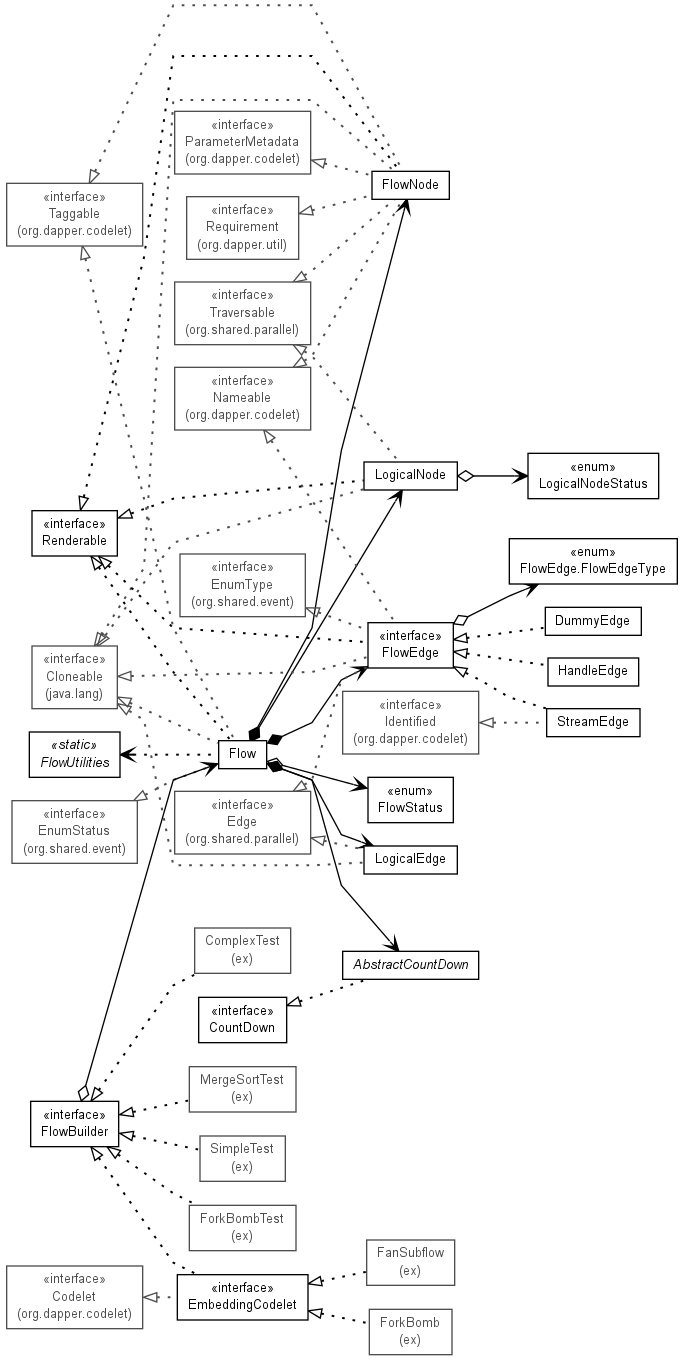 «interface»
ParameterMetadata
(org.dapper.codelet)
FlowNode
«interface»
Taggable
(org.dapper.codelet)
«interface»
Requirement
(org.dapper.util)
«interface»
Traversable
(org.shared.parallel)
«interface»
Nameable
(org.dapper.codelet)
LogicalNode
«enum»
LogicalNodeStatus
«interface»
Renderable
«interface»
EnumType
(org.shared.event)
«enum»
FlowEdge.FlowEdgeType
«interface»
FlowEdge
DummyEdge
HandleEdge
«interface»
Cloneable
(java.lang)
«interface»
Identified
(org.dapper.codelet)
StreamEdge
«static»
FlowUtilities
Flow
«enum»
FlowStatus
«interface»
EnumStatus
(org.shared.event)
«interface»
Edge
(org.shared.parallel)
LogicalEdge
ComplexTest
(ex)
AbstractCountDown
«interface»
CountDown
MergeSortTest
(ex)
«interface»
FlowBuilder
SimpleTest
(ex)
ForkBombTest
(ex)
«interface»
Codelet
(org.dapper.codelet)
«interface»
EmbeddingCodelet
FanSubflow
(ex)
ForkBomb
(ex)